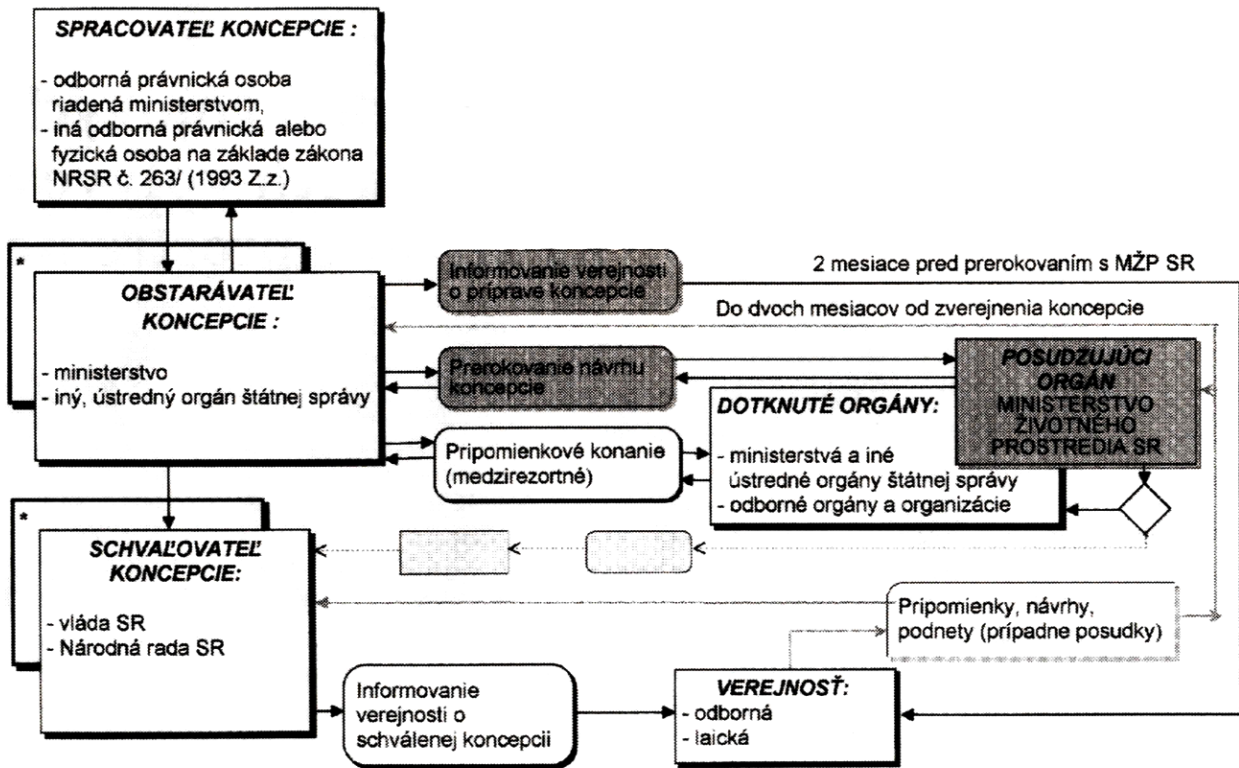 SPRACOVATEĽ KONCEPCIE :
- odborná právnická osoba
riadená ministerstvom,
- iná odborná právnická alebo
fyzická osoba na základe zákona
NRSR č. 263/ (1993 Z.z.)
*
OBSTARÁVATEĽ
KONCEPCIE :
- ministerstvo
- iný, ústredný orgán štátnej správy
Informovanie verejnosti
o príprave koncepcie
2 mesiace pred prerokovaním s MŽP SR
Do dvoch mesiacov od zverejnenia koncepcie
Prerokovanie návrhu
koncepcie
POSUDZUJÚCI
ORGÁN
MINISTERSTVO
ŽIVOTNÉHO
PROSTREDIA SR
DOTKNUTÉ ORGÁNY:
- ministerstvá a iné
ústredné orgány štátnej správy
- odborné orgány a organizácie
Pripomienkové konanie
(medzirezortné)
*
SCHVAĽOVATEĽ
KONCEPCIE:
- vláda SR
- Národná rada SR
Pripomienky, návrhy,
podnety (prípadne posudky)
Informovanie
verejnosti o
schválenej koncepcii
VEREJNOSŤ:
- odborná
- laická